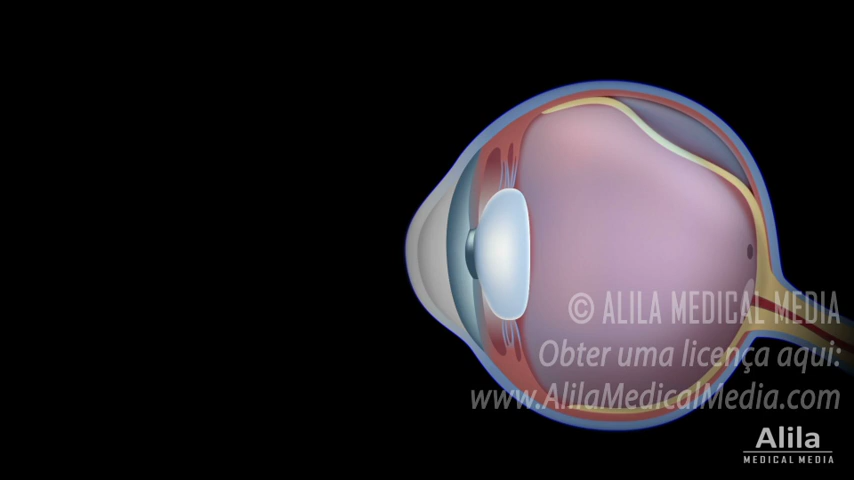 © ALILA MEDICAL MEDIA
Obter uma licença aqui:
www.AlilaMedicalMedia.com
Alila
MEDICAL MEDIA